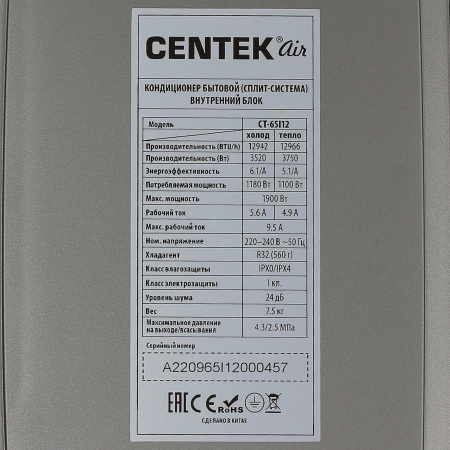 CENTEK® air
КОНДИЦИОНЕР БЫТОВОЙ (СПЛИТ-СИСТЕМА)
ВНУТРЕННИЙ БЛОК
Модель CT-65I12
холод тепло
Производительность (BTU/h) 12942 12966
Производительность (Вт) 3520 3750
Энергоэффективность 6.1/A 5.1/A
Потребляемая мощность 1180 Вт 1100 Вт
Макс. мощность 1900 Вт
Рабочий ток 5.6 А 4.9 А
Макс. рабочий ток 9.5 А
Ном. напряжение 220–240 В ~50 Гц
Хладагент R32 (560 г)
Класс влагозащиты IPX0/IPX4
Класс электрозащиты I кл.
Уровень шума 24 дБ
Вес 7.5 кг
Максимальное давление
на выходе/всасывания 4.3/2.5 МПа
Серийный номер
A220965I12000457
EAC CE RoHS
СДЕЛАНО В КИТАЕ